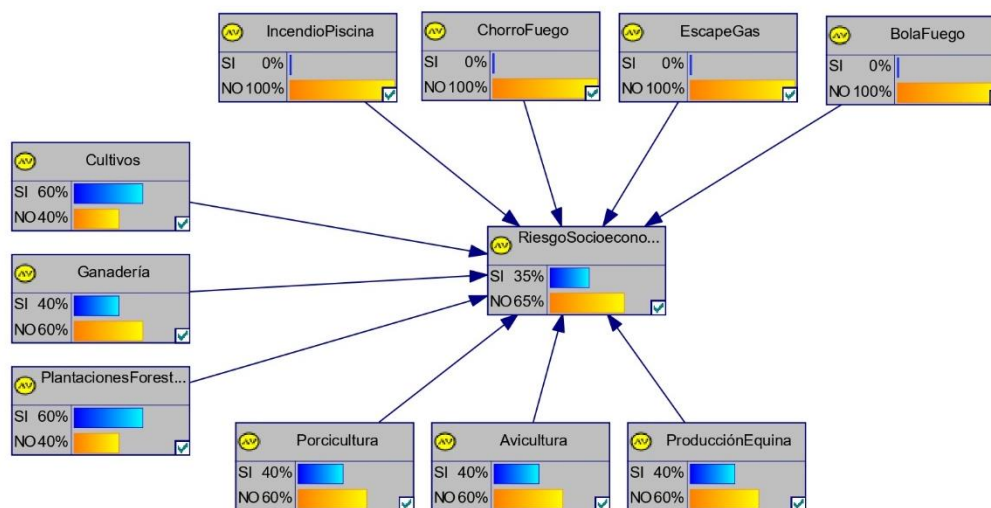 IncendioPiscina
SI 0%
NO 100%
ChorroFuego
SI 0%
NO 100%
EscapeGas
SI 0%
NO 100%
BolaFuego
SI 0%
NO 100%
Cultivos
SI 60%
NO 40%
Ganadería
SI 40%
NO 60%
PlantacionesForest...
SI 60%
NO 40%
RiesgoSocioecono...
SI 35%
NO 65%
Porcicultura
SI 40%
NO 60%
Avicultura
SI 40%
NO 60%
ProducciónEquina
SI 40%
NO 60%